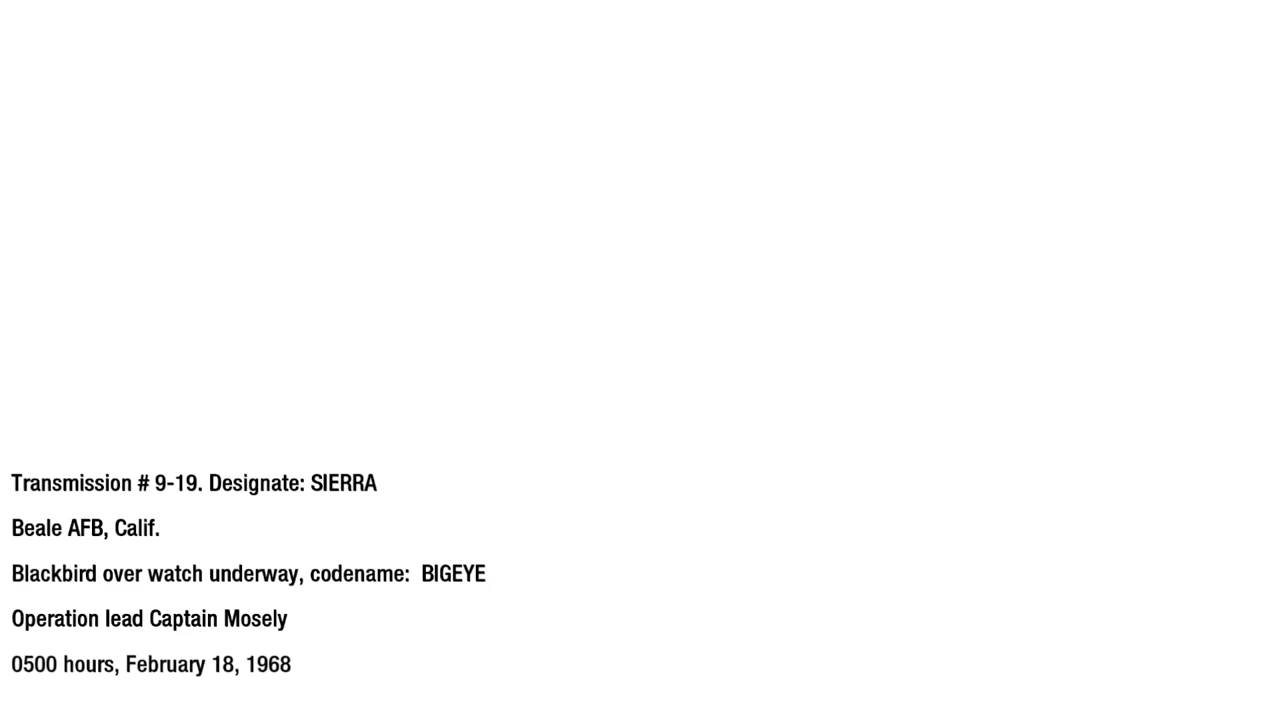 Transmission # 9-19. Designate: SIERRA
Beale AFB, Calif.
Blackbird over watch underway, codename:  BIGEYE
Operation lead Captain Mosely
0500 hours, February 18, 1968